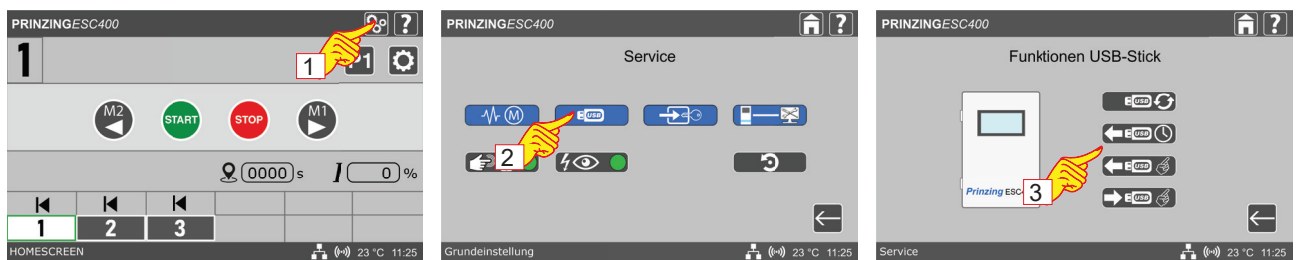 PRINZINGESC400
?
1
1
P1
M2
START
STOP
M1
0000 s
I 0 %
1 2 3
HOMESCREEN 23 °C 11:25
PRINZINGESC400
?
Service
M
USB
2
Grundeinstellung 23 °C 11:25
PRINZINGESC400
?
Funktionen USB-Stick
USB
USB
USB
USB
Prinzing ESC4
3
Service 23 °C 11:25